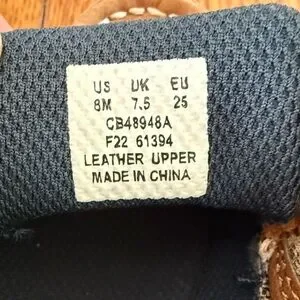 US UK EU
8M 7.5 25
CB48948A
F22 61394
LEATHER UPPER
MADE IN CHINA